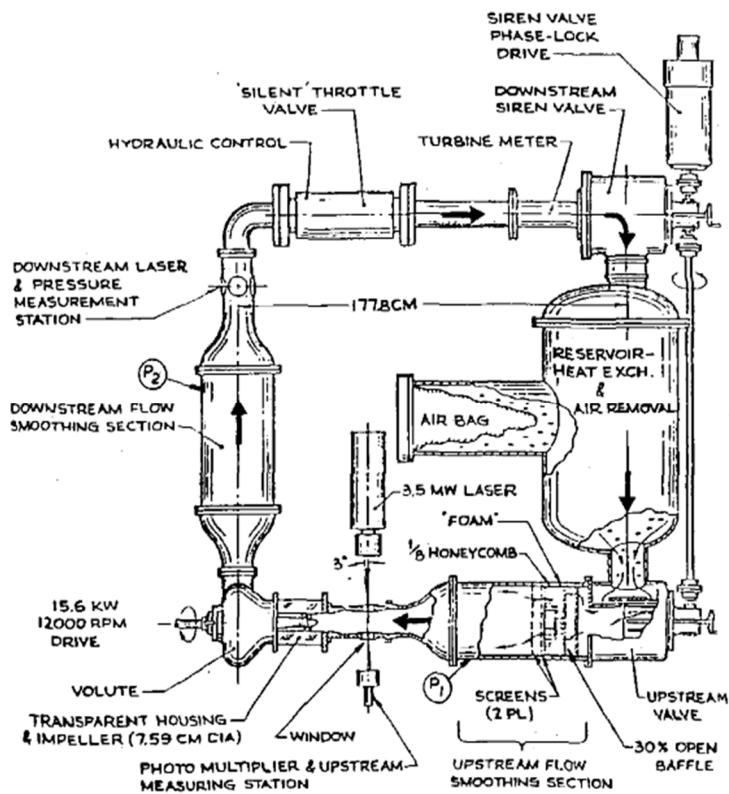 SIREN VALVE
PHASE-LOCK
DRIVE
'SILENT' THROTTLE
VALVE
DOWNSTREAM
SIREN VALVE
HYDRAULIC CONTROL
TURBINE METER
DOWNSTREAM LASER
& PRESSURE
MEASUREMENT
STATION
177.8CM
RESERVOIR-
HEAT EXCH.
&
AIR REMOVAL
P2
DOWNSTREAM FLOW
SMOOTHING SECTION
AIR BAG
3.5 MW LASER
"FOAM"
1/8 HONEYCOMB
3°
15.6 KW
12000 RPM
DRIVE
VOLUTE
P1
SCREENS
(2 PL)
UPSTREAM
VALVE
TRANSPARENT HOUSING
& IMPELLER (7.59 CM DIA)
WINDOW
30% OPEN
BAFFLE
PHOTO MULTIPLIER & UPSTREAM
MEASURING STATION
UPSTREAM FLOW
SMOOTHING SECTION